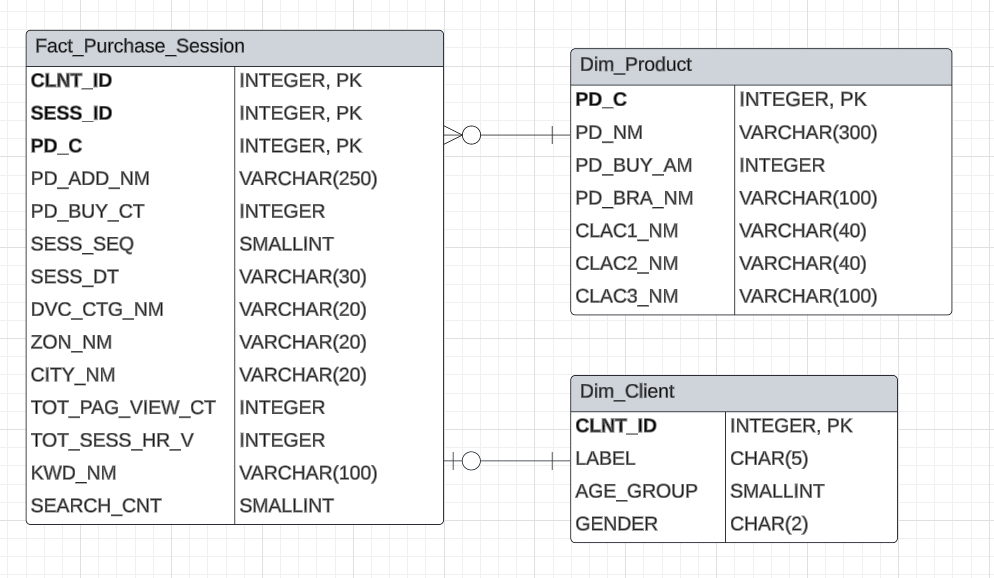 Fact_Purchase_Session
CLNT_ID INTEGER, PK
SESS_ID INTEGER, PK
PD_C INTEGER, PK
PD_ADD_NM VARCHAR(250)
PD_BUY_CT INTEGER
SESS_SEQ SMALLINT
SESS_DT VARCHAR(30)
DVC_CTG_NM VARCHAR(20)
ZON_NM VARCHAR(20)
CITY_NM VARCHAR(20)
TOT_PAG_VIEW_CT INTEGER
TOT_SESS_HR_V INTEGER
KWD_NM VARCHAR(100)
SEARCH_CNT SMALLINT
Dim_Product
PD_C INTEGER, PK
PD_NM VARCHAR(300)
PD_BUY_AM INTEGER
PD_BRA_NM VARCHAR(100)
CLAC1_NM VARCHAR(40)
CLAC2_NM VARCHAR(40)
CLAC3_NM VARCHAR(100)
Dim_Client
CLNT_ID INTEGER, PK
LABEL CHAR(5)
AGE_GROUP SMALLINT
GENDER CHAR(2)